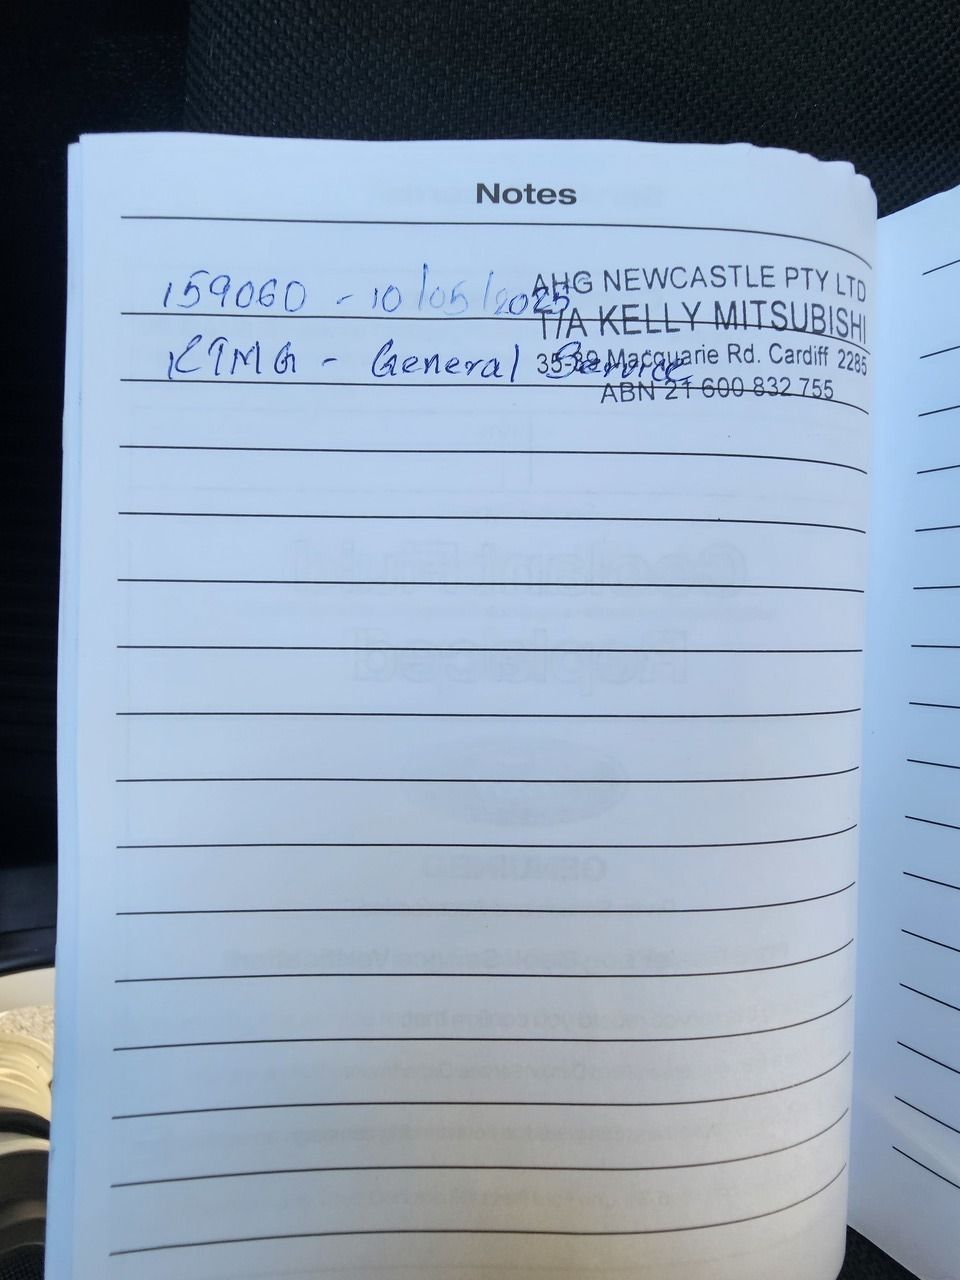 Notes
159060 - 10/05/2025
AHG NEWCASTLE PTY LTD
T/A KELLY MITSUBISHI
KTMG - General Service
35-39 Macquarie Rd. Cardiff 2285
ABN 21 600 832 755